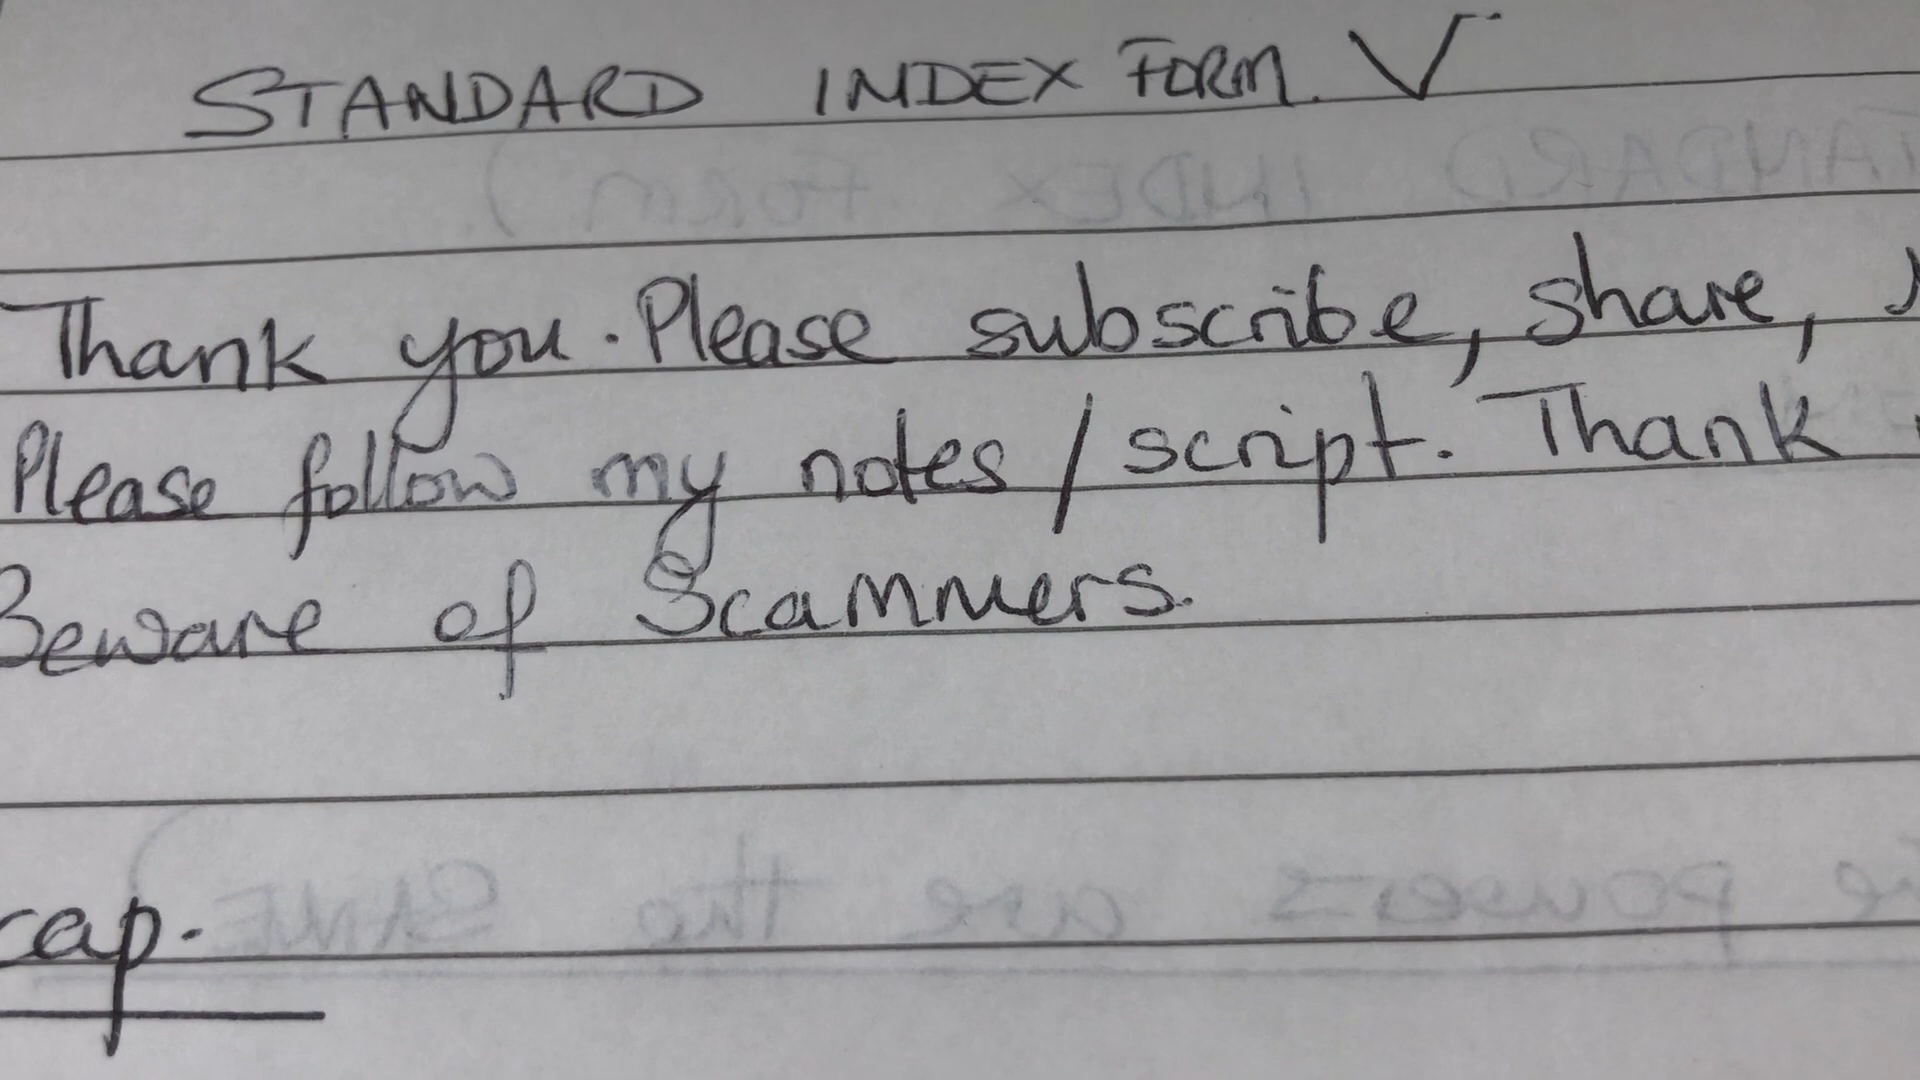 STANDARD INDEX FORM. √
Thank you. Please subscribe, share,
Please follow my notes / script. Thank
Beware of Scammers.
cap.